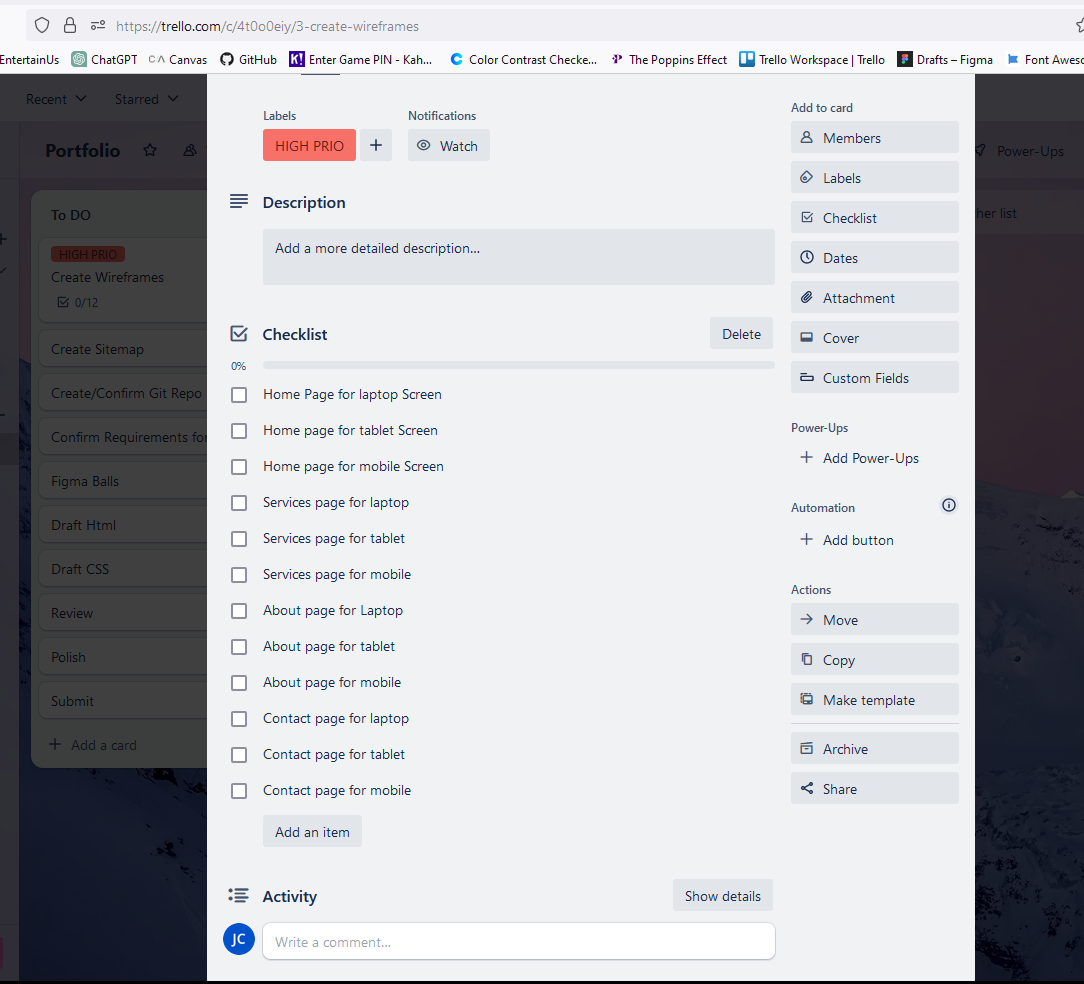 https://trello.com/c/4t0o0eiy/3-create-wireframes
EntertainUs ChatGPT Canvas GitHub Enter Game PIN - Kah... Color Contrast Checke... The Poppins Effect Trello Workspace | Trello Drafts – Figma Font Aweso
Recent Starred
Portfolio
Power-Ups
To DO
HIGH PRIO
Create Wireframes
0/12
Create Sitemap
Create/Confirm Git Repo
Confirm Requirements for
Figma Balls
Draft Html
Draft CSS
Review
Polish
Submit
Add a card
her list
Labels Notifications
HIGH PRIO + Watch
Description
Add a more detailed description...
Checklist Delete
0%
Home Page for laptop Screen
Home page for tablet Screen
Home page for mobile Screen
Services page for laptop
Services page for tablet
Services page for mobile
About page for Laptop
About page for tablet
About page for mobile
Contact page for laptop
Contact page for tablet
Contact page for mobile
Add an item
Activity Show details
JC Write a comment...
Add to card
Members
Labels
Checklist
Dates
Attachment
Cover
Custom Fields
Power-Ups
+ Add Power-Ups
Automation
+ Add button
Actions
Move
Copy
Make template
Archive
Share